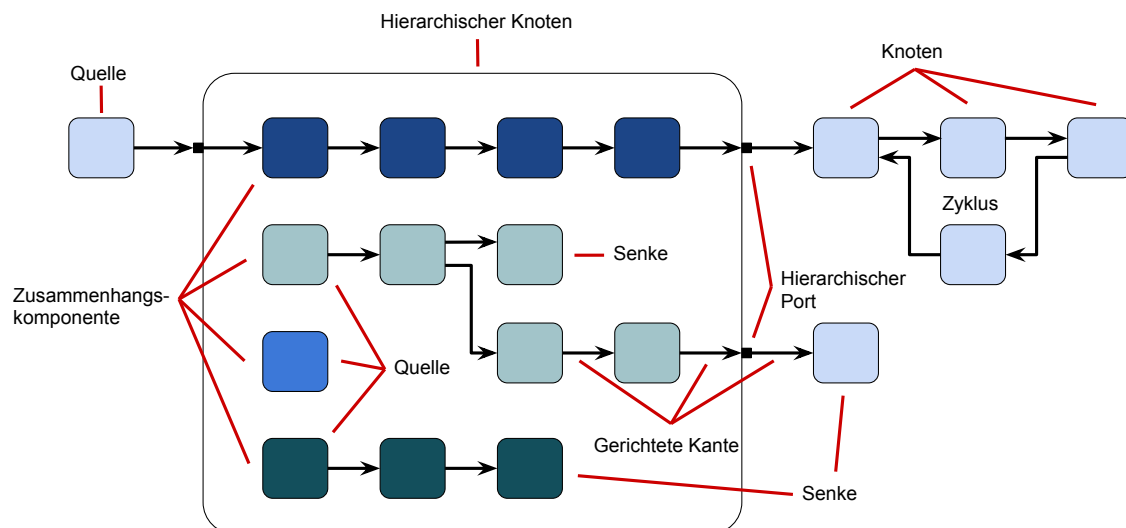 Hierarchischer Knoten
Quelle
Knoten
Zyklus
Senke
Hierarchischer
Port
Zusammenhangs-
komponente
Quelle
Gerichtete Kante
Senke